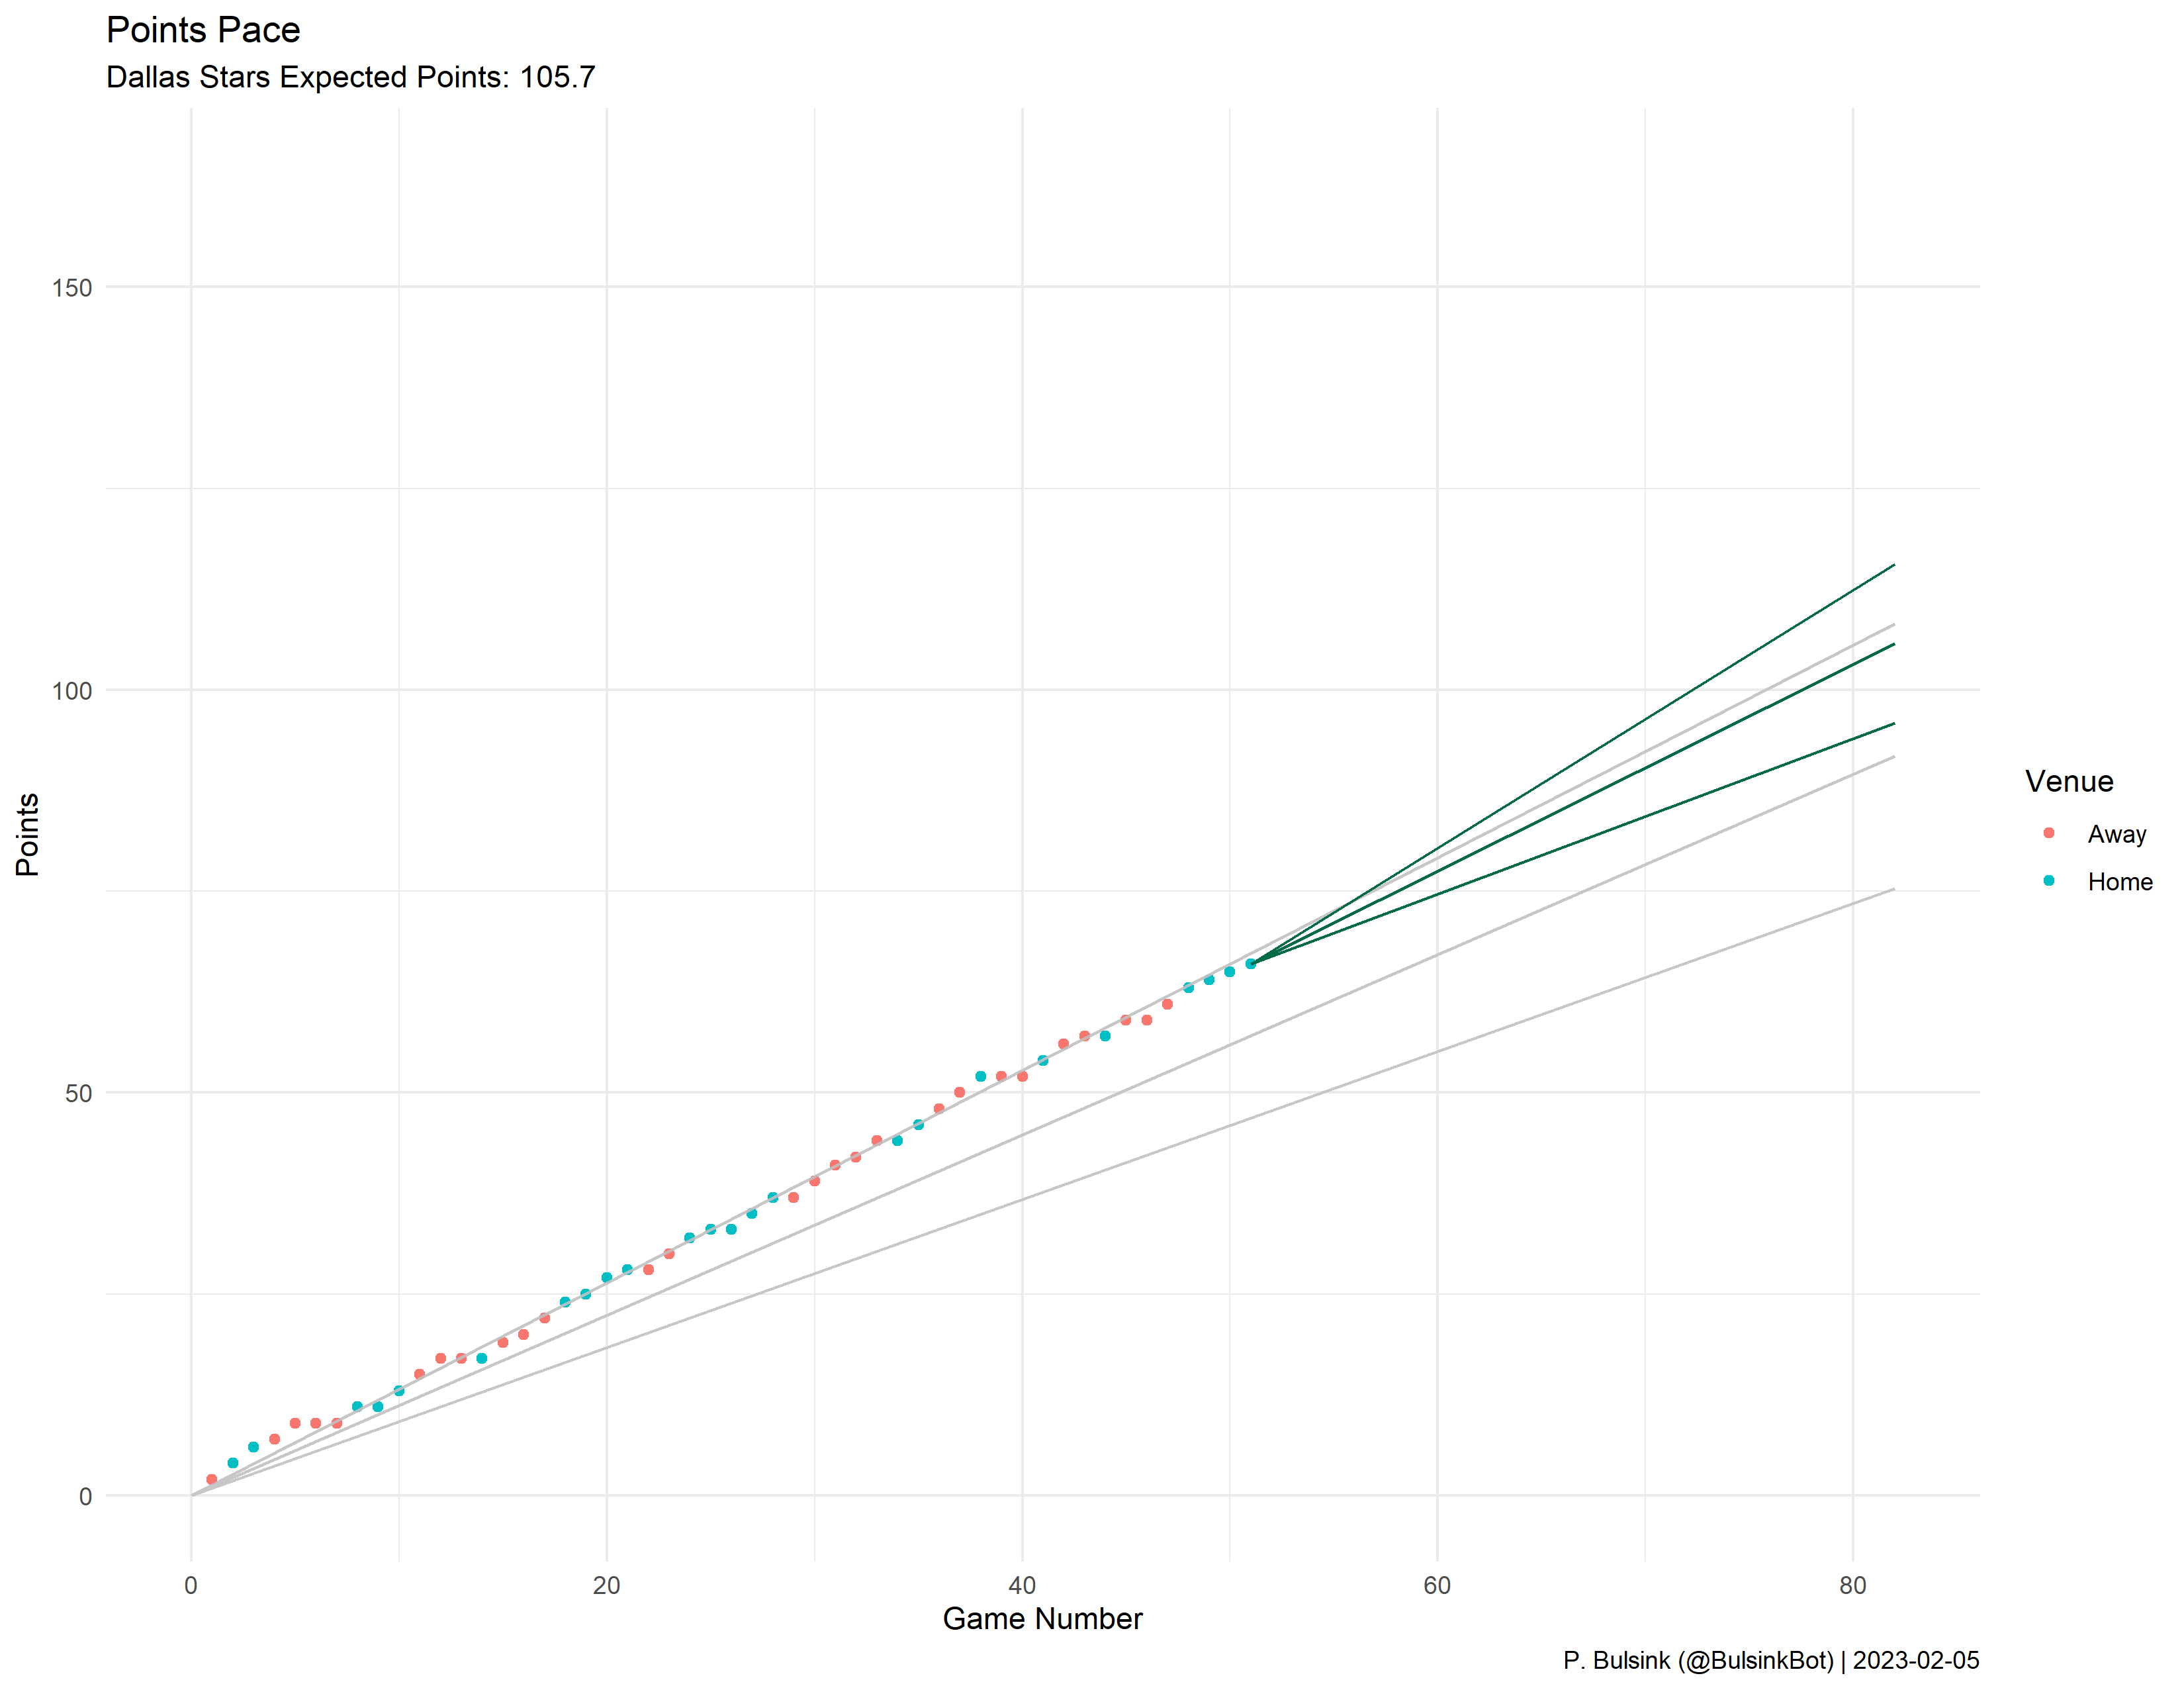 Points Pace
Dallas Stars Expected Points: 105.7
150
100
50
0
Points
0 20 40 60 80
Game Number
Venue
Away
Home
P. Bulsink (@BulsinkBot) | 2023-02-05